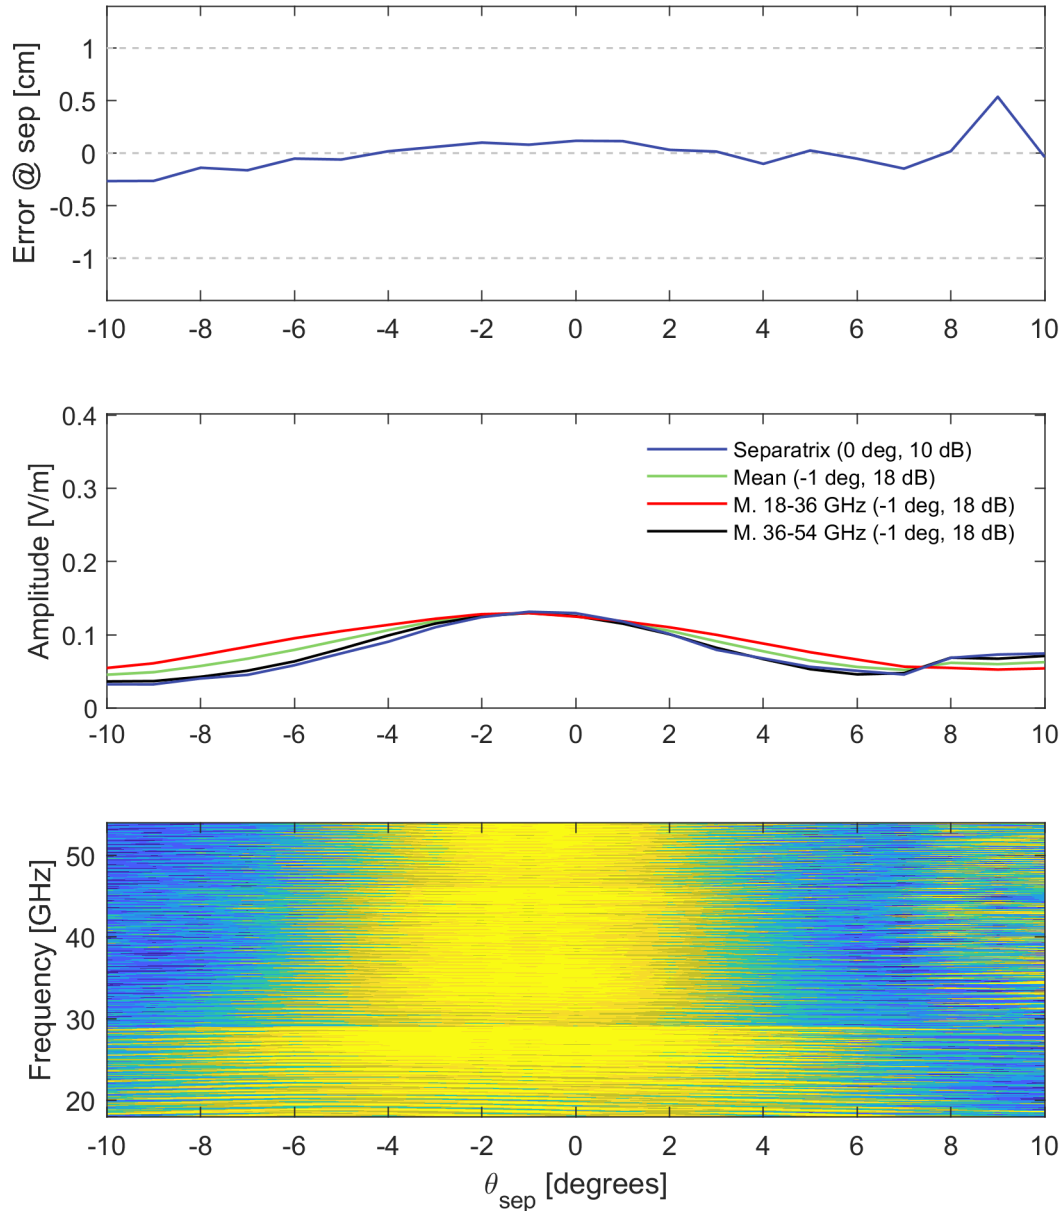 Error @ sep [cm]
1
0.5
0
-0.5
-1
-10 -8 -6 -4 -2 0 2 4 6 8 10
Amplitude [V/m]
0.4
0.3
0.2
0.1
0
Separatrix (0 deg, 10 dB)
Mean (-1 deg, 18 dB)
M. 18-36 GHz (-1 deg, 18 dB)
M. 36-54 GHz (-1 deg, 18 dB)
-10 -8 -6 -4 -2 0 2 4 6 8 10
Frequency [GHz]
50
40
30
20
-10 -8 -6 -4 -2 0 2 4 6 8 10
θsep [degrees]